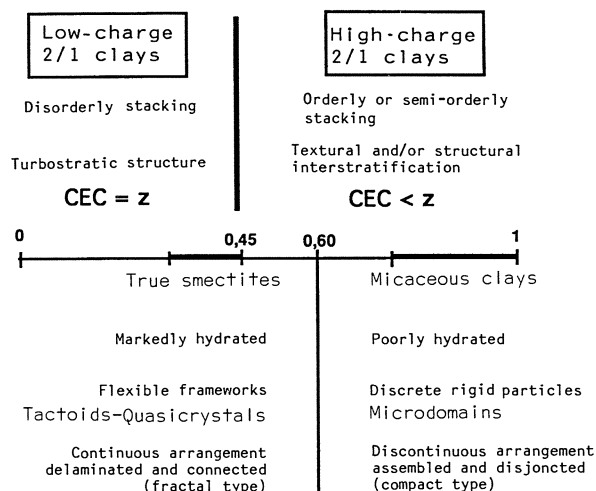 Low-charge
2/1 clays
High-charge
2/1 clays
Disorderly stacking
Orderly or semi-orderly
stacking
Turbostratic structure
Textural and/or structural
interstratification
CEC = z
CEC < z
0
0,45
0,60
1
True smectites
Micaceous clays
Markedly hydrated
Poorly hydrated
Flexible frameworks
Discrete rigid particles
Tactoids-Quasicrystals
Microdomains
Continuous arrangement
delaminated and connected
(fractal type)
Discontinuous arrangement
assembled and disjoncted
(compact type)